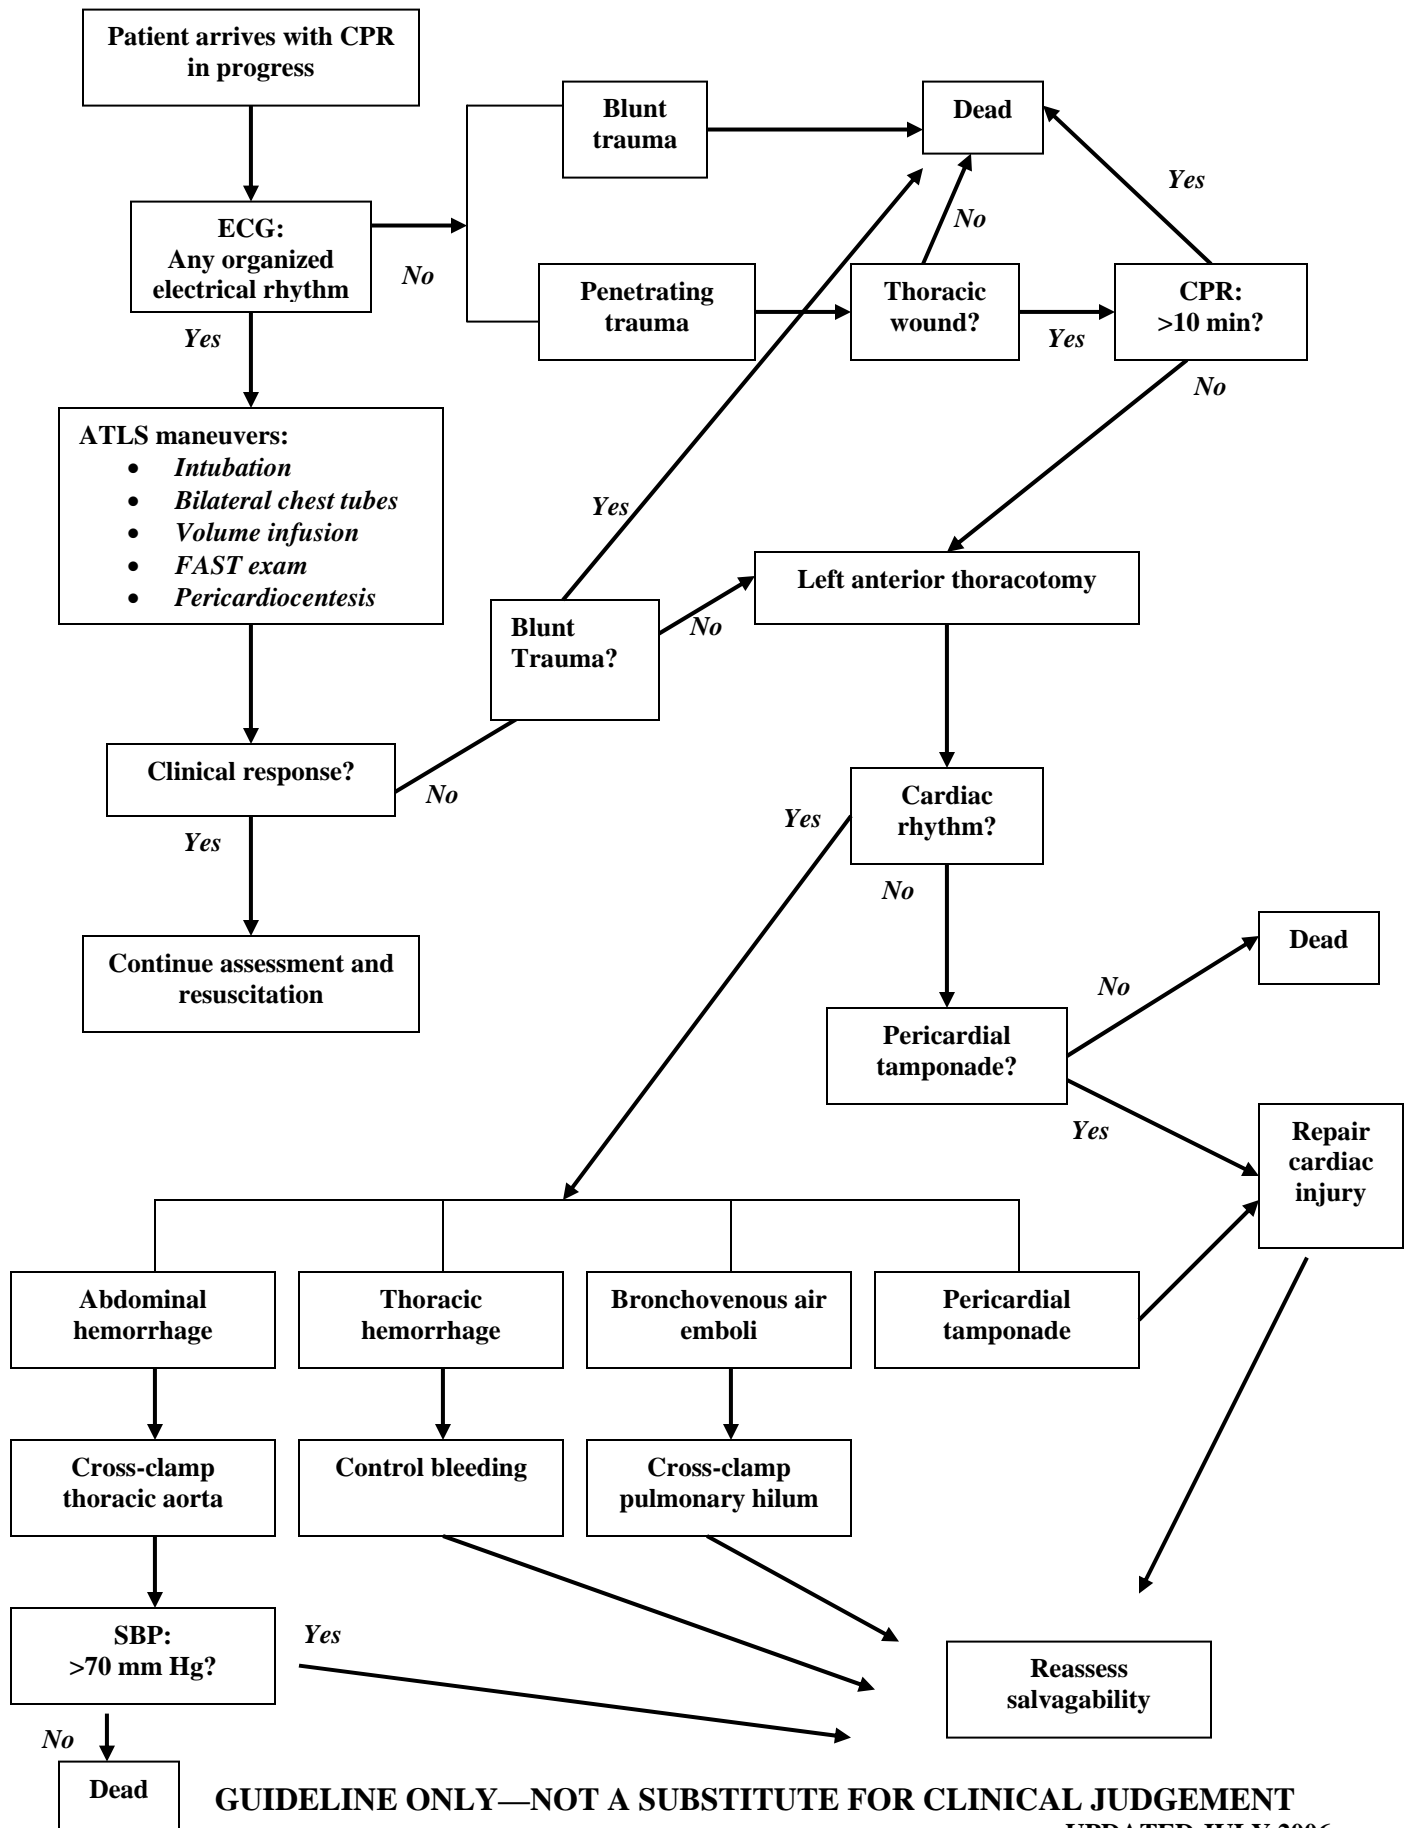 Patient arrives with CPR
in progress
Blunt
trauma
Dead
Yes
No
ECG:
Any organized
electrical rhythm
No
Penetrating
trauma
Thoracic
wound?
Yes
CPR:
>10 min?
Yes
No
ATLS maneuvers:
• Intubation
• Bilateral chest tubes
• Volume infusion
• FAST exam
• Pericardiocentesis
Yes
Left anterior thoracotomy
Blunt
Trauma?
No
Clinical response?
No
Yes
Cardiac
rhythm?
Yes
No
Continue assessment and
resuscitation
Dead
No
Pericardial
tamponade?
Yes
Repair
cardiac
injury
Abdominal
hemorrhage
Thoracic
hemorrhage
Bronchovenous air
emboli
Pericardial
tamponade
Cross-clamp
thoracic aorta
Control bleeding
Cross-clamp
pulmonary hilum
SBP:
>70 mm Hg?
Yes
Reassess
salvagability
No
Dead
GUIDELINE ONLY—NOT A SUBSTITUTE FOR CLINICAL JUDGEMENT
UPDATED JULY 2006